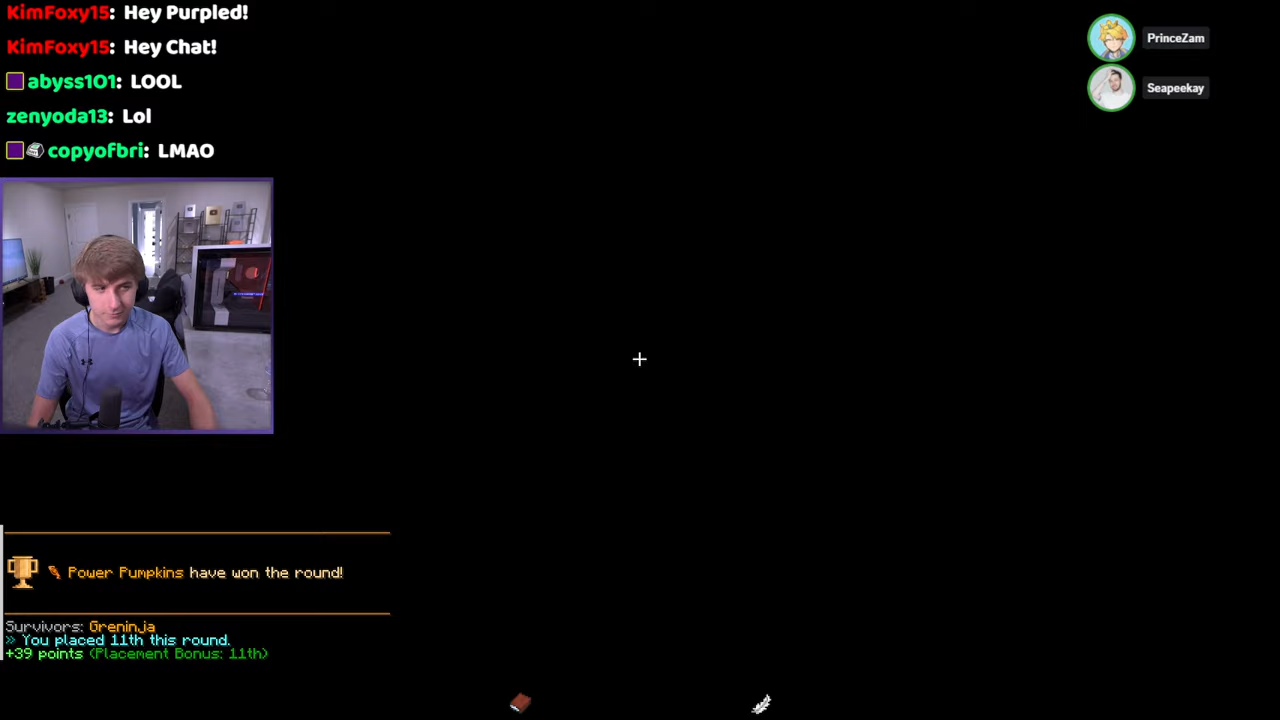 KimFoxy15: Hey Purpled!
KimFoxy15: Hey Chat!
abyss101: LOOL
zenyoda13: Lol
copyofbri: LMAO
PrinceZam
Seapeekay
Power Pumpkins have won the round!
Survivors: Greninja
» You placed 11th this round.
+39 points (Placement Bonus: 11th)